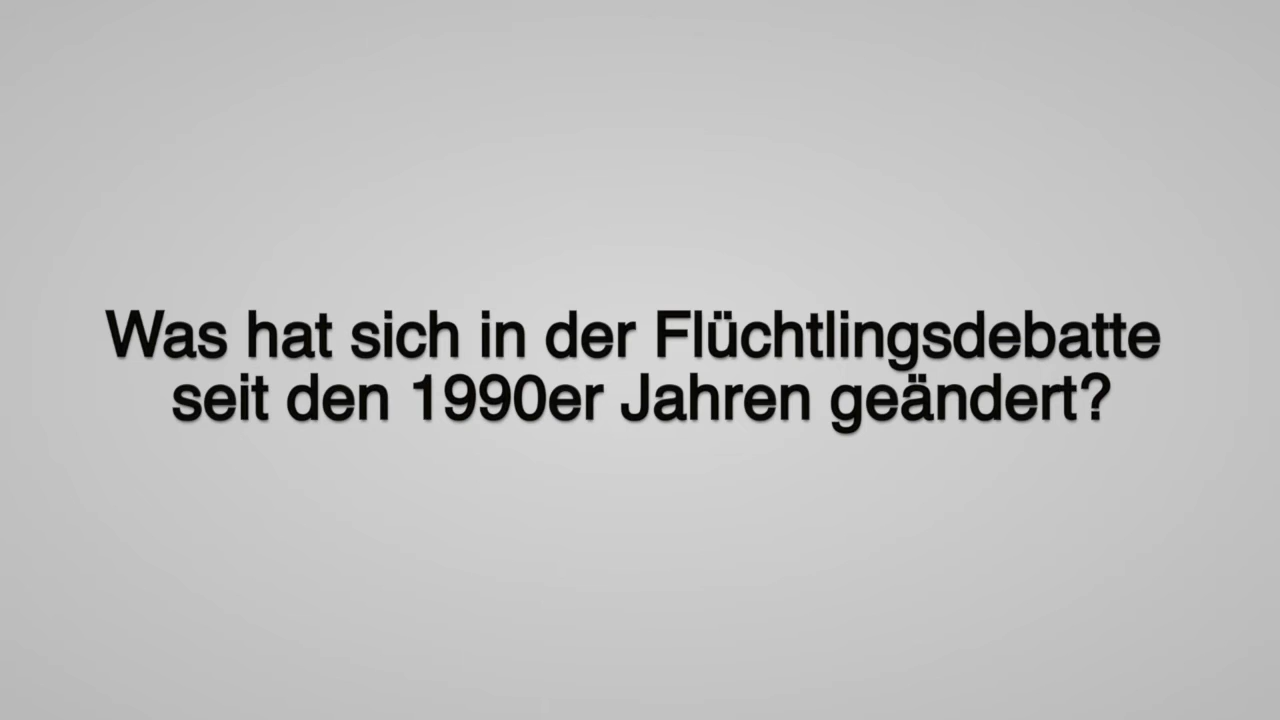 Was hat sich in der Flüchtlingsdebatte
seit den 1990er Jahren geändert?